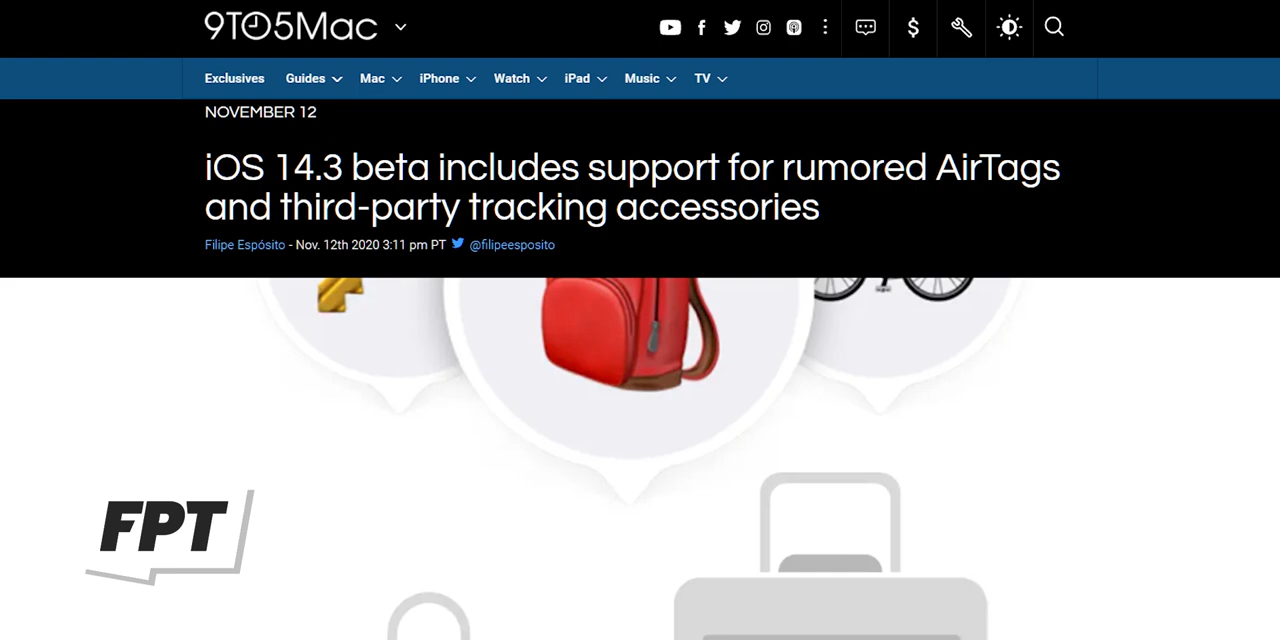 9TO5Mac
Exclusives Guides Mac iPhone Watch iPad Music TV
NOVEMBER 12
iOS 14.3 beta includes support for rumored AirTags
and third-party tracking accessories
Filipe Espósito - Nov. 12th 2020 3:11 pm PT @filipeesposito
FPT